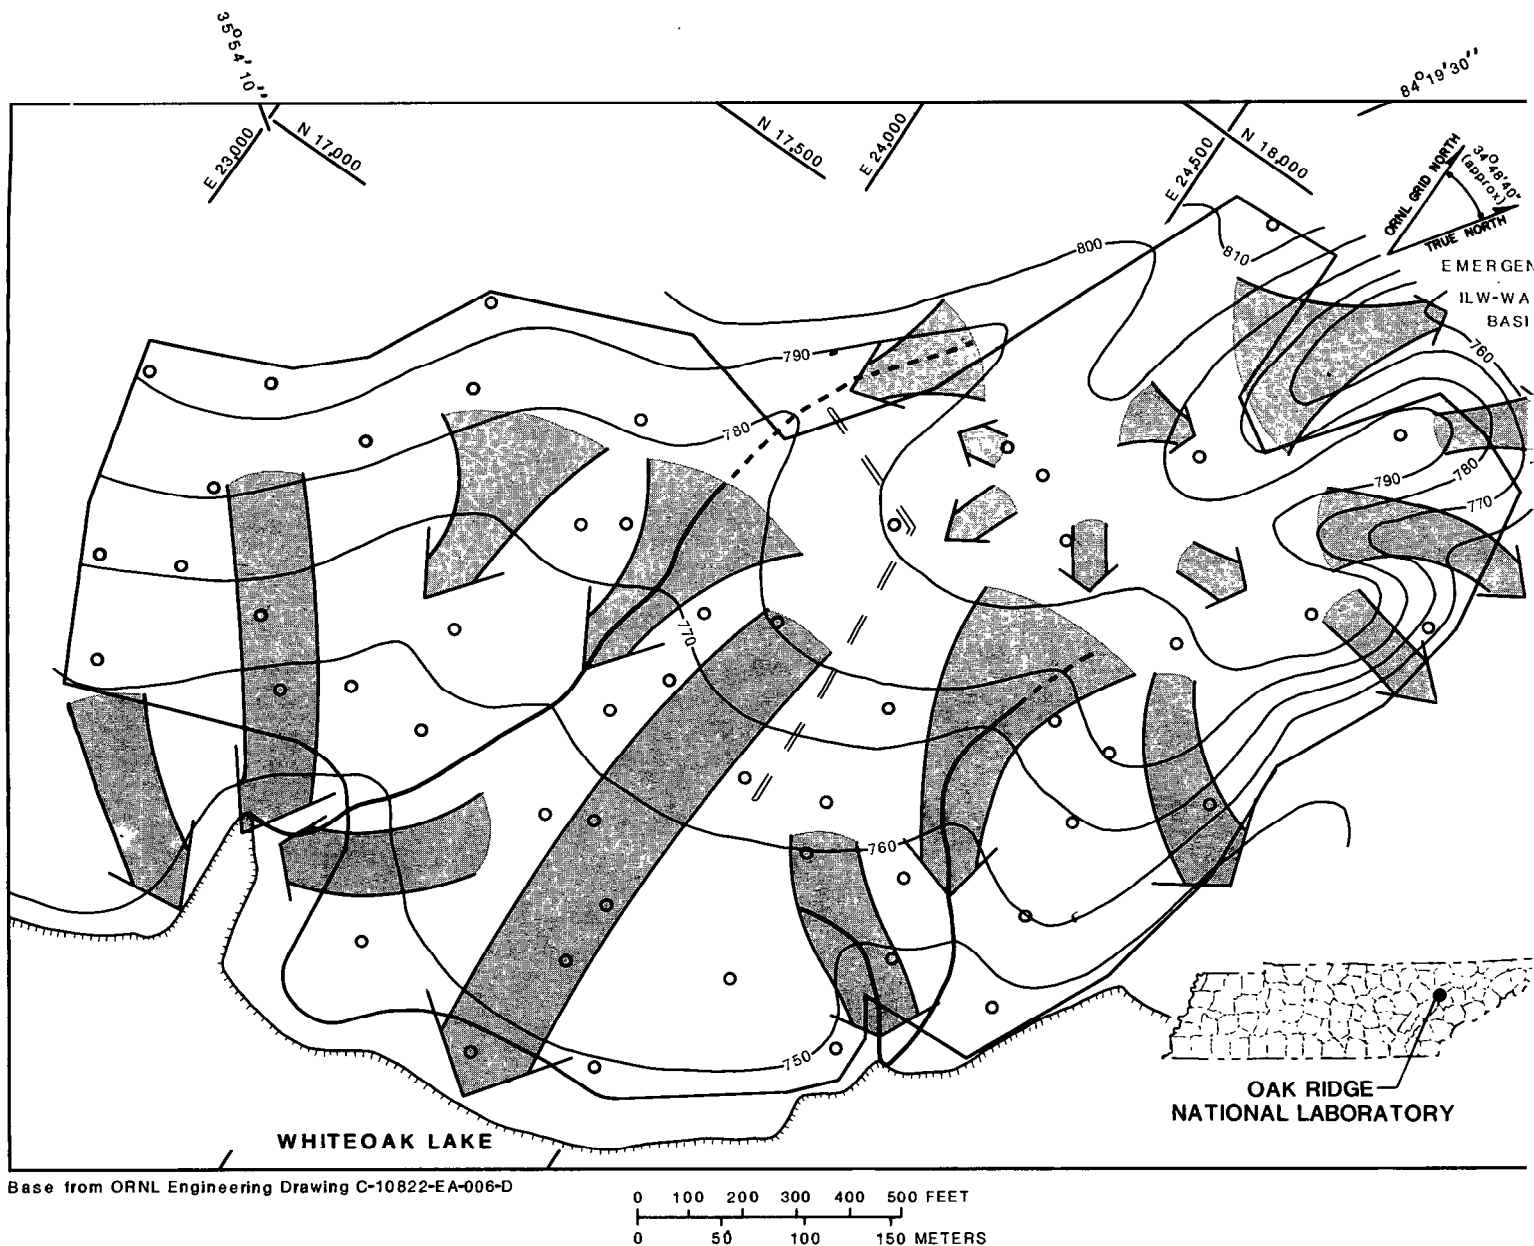 35°54'10"
84°19'30"
E 23,000
N 17,000
N 17,500
E 24,000
E 24,500
N 18,000
ORNL GRID NORTH
34°48'40"
(approx)
TRUE NORTH
EMERGEN
ILW-WA
BASI
800
810
790
760
780
790
780
770
770
760
750
OAK RIDGE
NATIONAL LABORATORY
WHITEOAK LAKE
Base from ORNL Engineering Drawing C-10822-EA-006-D
0 100 200 300 400 500 FEET
0 50 100 150 METERS